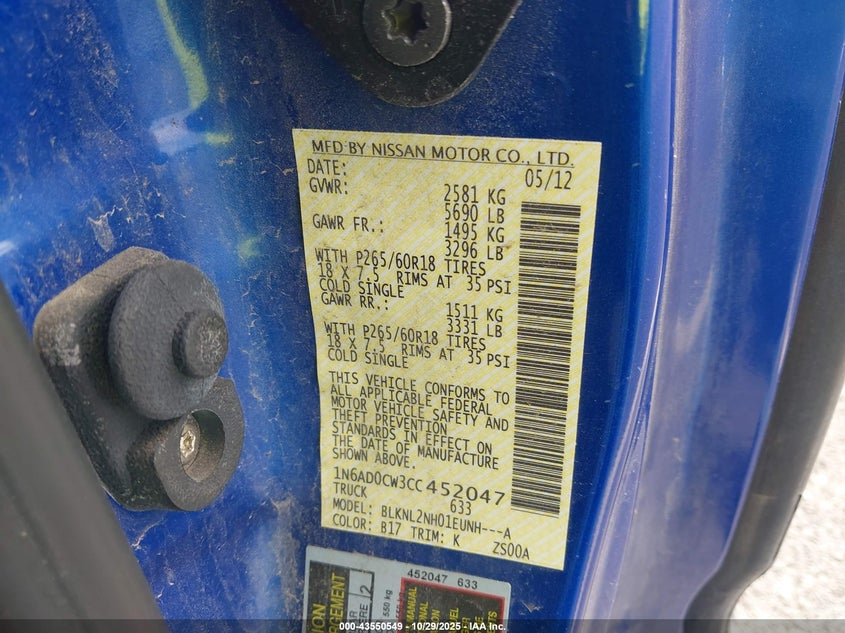 MFD BY NISSAN MOTOR CO., LTD.
DATE: 05/12
GVWR: 2581 KG
5690 LB
GAWR FR.: 1495 KG
3296 LB
WITH P265/60R18 TIRES
18 X 7.5 RIMS AT 35 PSI
COLD SINGLE
GAWR RR.: 1511 KG
3331 LB
WITH P265/60R18 TIRES
18 X 7.5 RIMS AT 35 PSI
COLD SINGLE
THIS VEHICLE CONFORMS TO
ALL APPLICABLE FEDERAL
MOTOR VEHICLE SAFETY AND
THEFT PREVENTION
STANDARDS IN EFFECT ON
THE DATE OF MANUFACTURE
SHOWN ABOVE.
1N6AD0CW3CC452047
TRUCK 633
MODEL: BLKNL2NH01EUNH---A
COLOR: B17 TRIM: K ZS00A
452047 633
550 kg
MANUAL
000-43550549 - 10/29/2025 - IAA Inc.